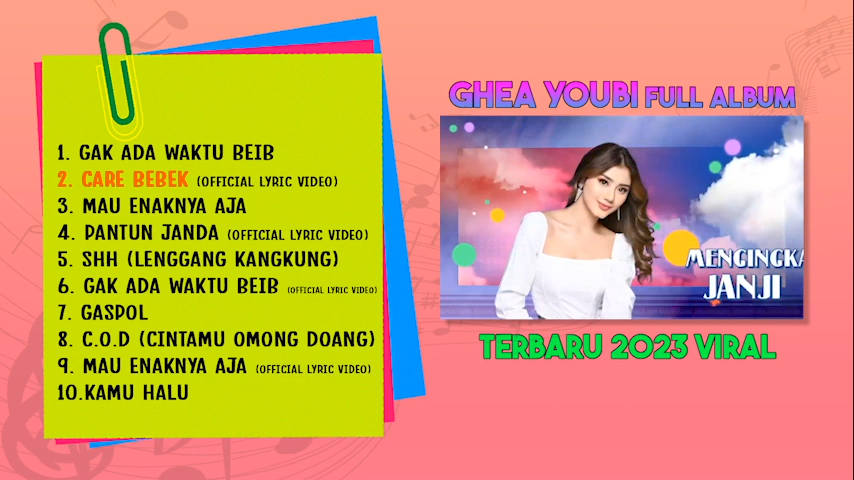 1. GAK ADA WAKTU BEIB
2. CARE BEBEK (OFFICIAL LYRIC VIDEO)
3. MAU ENAKNYA AJA
4. PANTUN JANDA (OFFICIAL LYRIC VIDEO)
5. SHH (LENGGANG KANGKUNG)
6. GAK ADA WAKTU BEIB (OFFICIAL LYRIC VIDEO)
7. GASPOL
8. C.O.D (CINTAMU OMONG DOANG)
9. MAU ENAKNYA AJA (OFFICIAL LYRIC VIDEO)
10.KAMU HALU
GHEA YOUBI FULL ALBUM
MENGINGKA
JANJI
TERBARU 2023 VIRAL